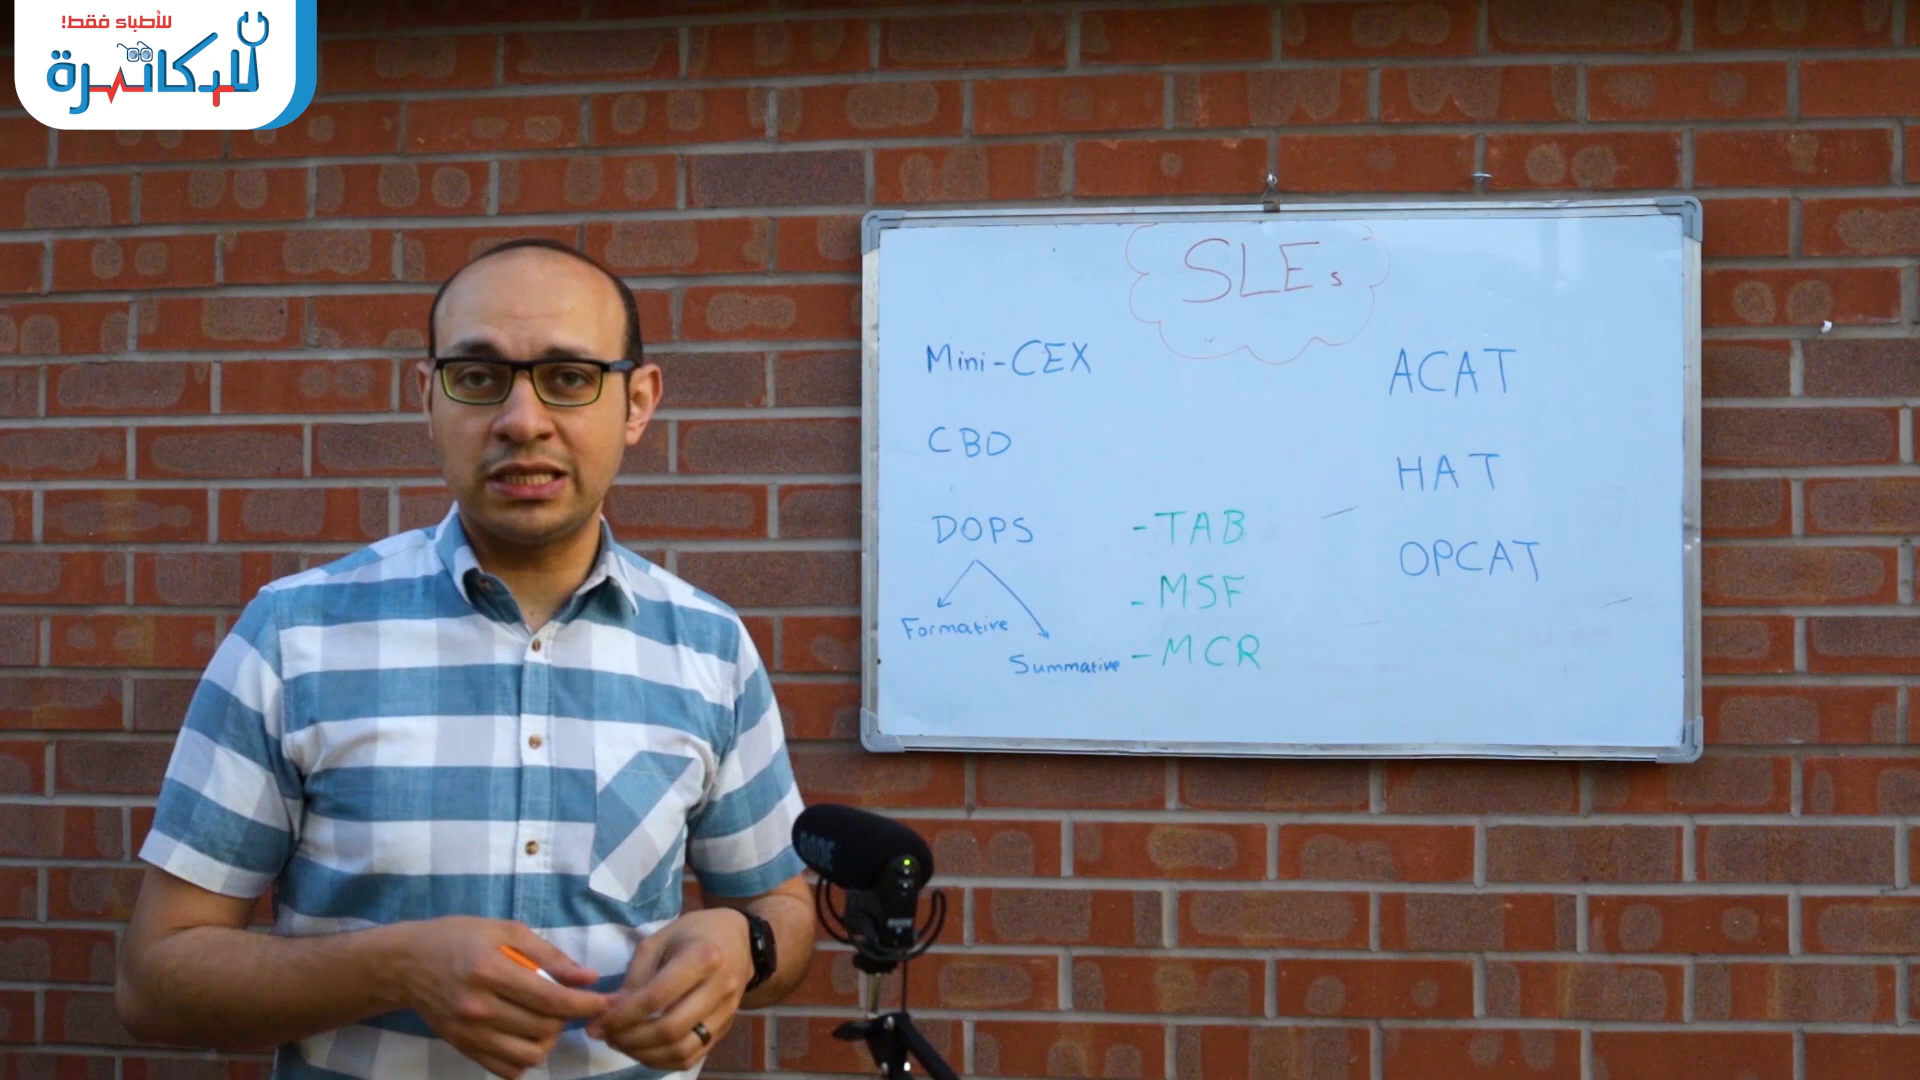 للأطباء فقط!
للدكاترة
SLEs
Mini-CEX
CBD
DOPS
Formative
Summative
- TAB
- MSF
- MCR
ACAT
HAT
OPCAT
RODE